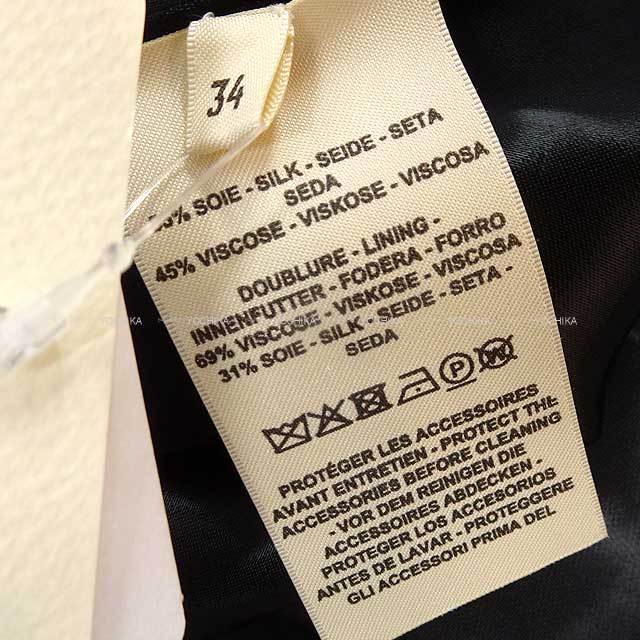 34
SOIE - SILK - SEIDE - SETA
SEDA
45% VISCOSE - VISKOSE - VISCOSA
DOUBLURE - LINING -
INNENFUTTER - FODERA - FORRO
69% VISCOSE - VISKOSE - VISCOSA
31% SOIE - SILK - SEIDE - SETA -
SEDA
P
W
PROTÉGER LES ACCESSOIRES
AVANT ENTRETIEN - PROTECT THE
ACCESSORIES BEFORE CLEANING
- VOR DEM REINIGEN DIE
ACCESSOIRES ABDECKEN -
PROTEGER LOS ACCESORIOS
ANTES DE LAVAR - PROTEGGERE
GLI ACCESSORI PRIMA DEL